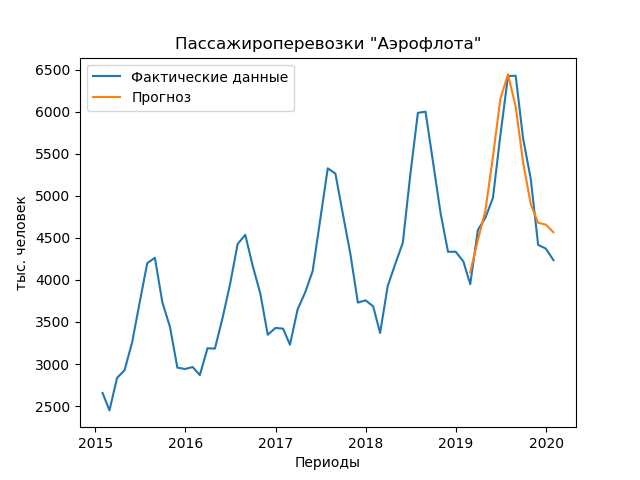 Пассажироперевозки "Аэрофлота"
Фактические данные
Прогноз
6500
6000
5500
5000
4500
4000
3500
3000
2500
тыс. человек
2015 2016 2017 2018 2019 2020
Периоды